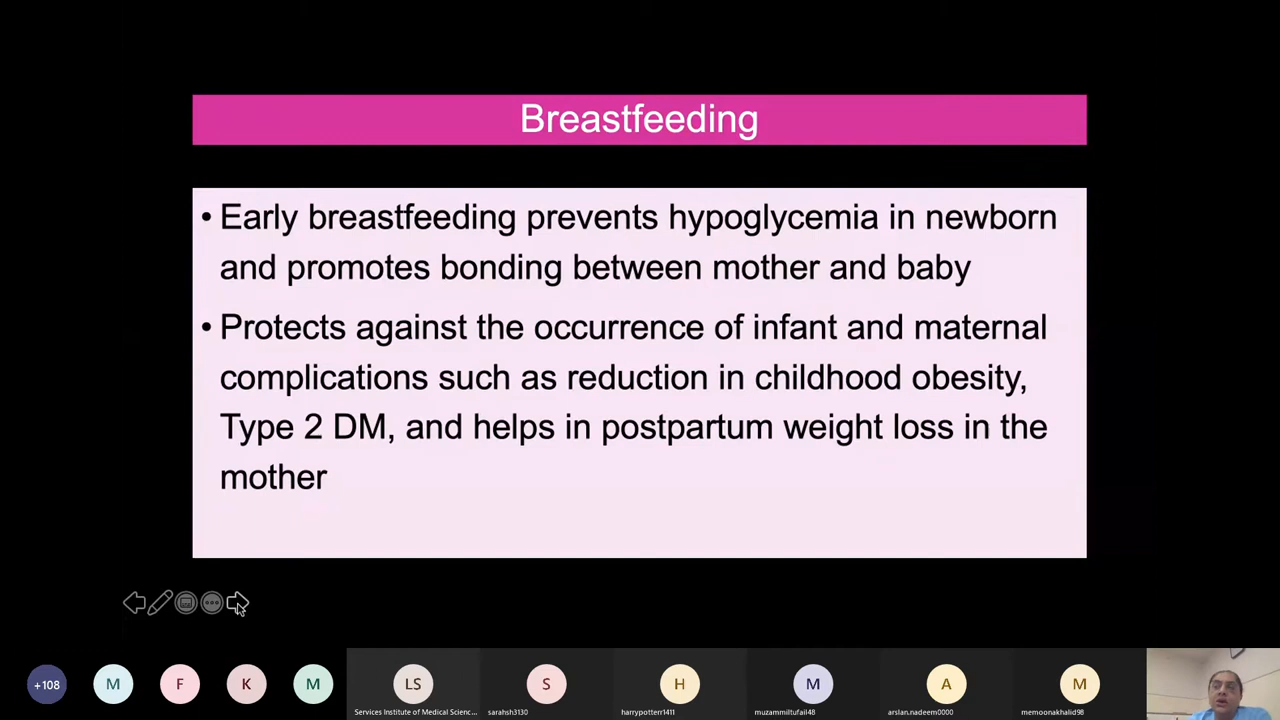 Breastfeeding
• Early breastfeeding prevents hypoglycemia in newborn
and promotes bonding between mother and baby
• Protects against the occurrence of infant and maternal
complications such as reduction in childhood obesity,
Type 2 DM, and helps in postpartum weight loss in the
mother
+108
M
F
K
M
LS
S
H
M
A
M
Services Institute of Medical Scienc...
sarahsh3130
harrypotterr1411
muzammiltufail48
arslan.nadeem0000
memoonakhalid98